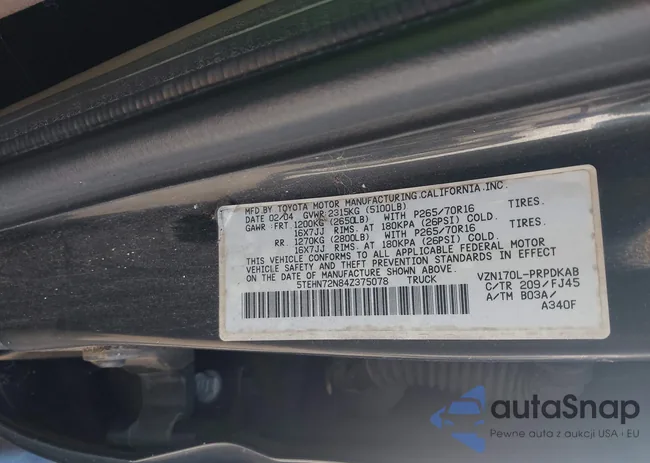 MFD BY TOYOTA MOTOR MANUFACTURING,CALIFORNIA,INC.
DATE 02/04 GVWR:2315KG (5100LB)
GAWR: FRT.1200KG (2650LB) WITH P265/70R16 TIRES.
16X7JJ RIMS. AT 180KPA (26PSI) COLD.
RR. 1270KG (2800LB) WITH P265/70R16 TIRES.
16X7JJ RIMS. AT 180KPA (26PSI) COLD.
THIS VEHICLE CONFORMS TO ALL APPLICABLE FEDERAL MOTOR
VEHICLE SAFETY AND THEFT PREVENTION STANDARDS IN EFFECT
ON THE DATE OF MANUFACTURE SHOWN ABOVE.
5TEHN72N84Z375078 TRUCK
VZN170L-PRPDKAB
C/TR 209/FJ45
A/TM B03A/
A340F
autaSnap
Pewne auta z aukcji USA · EU